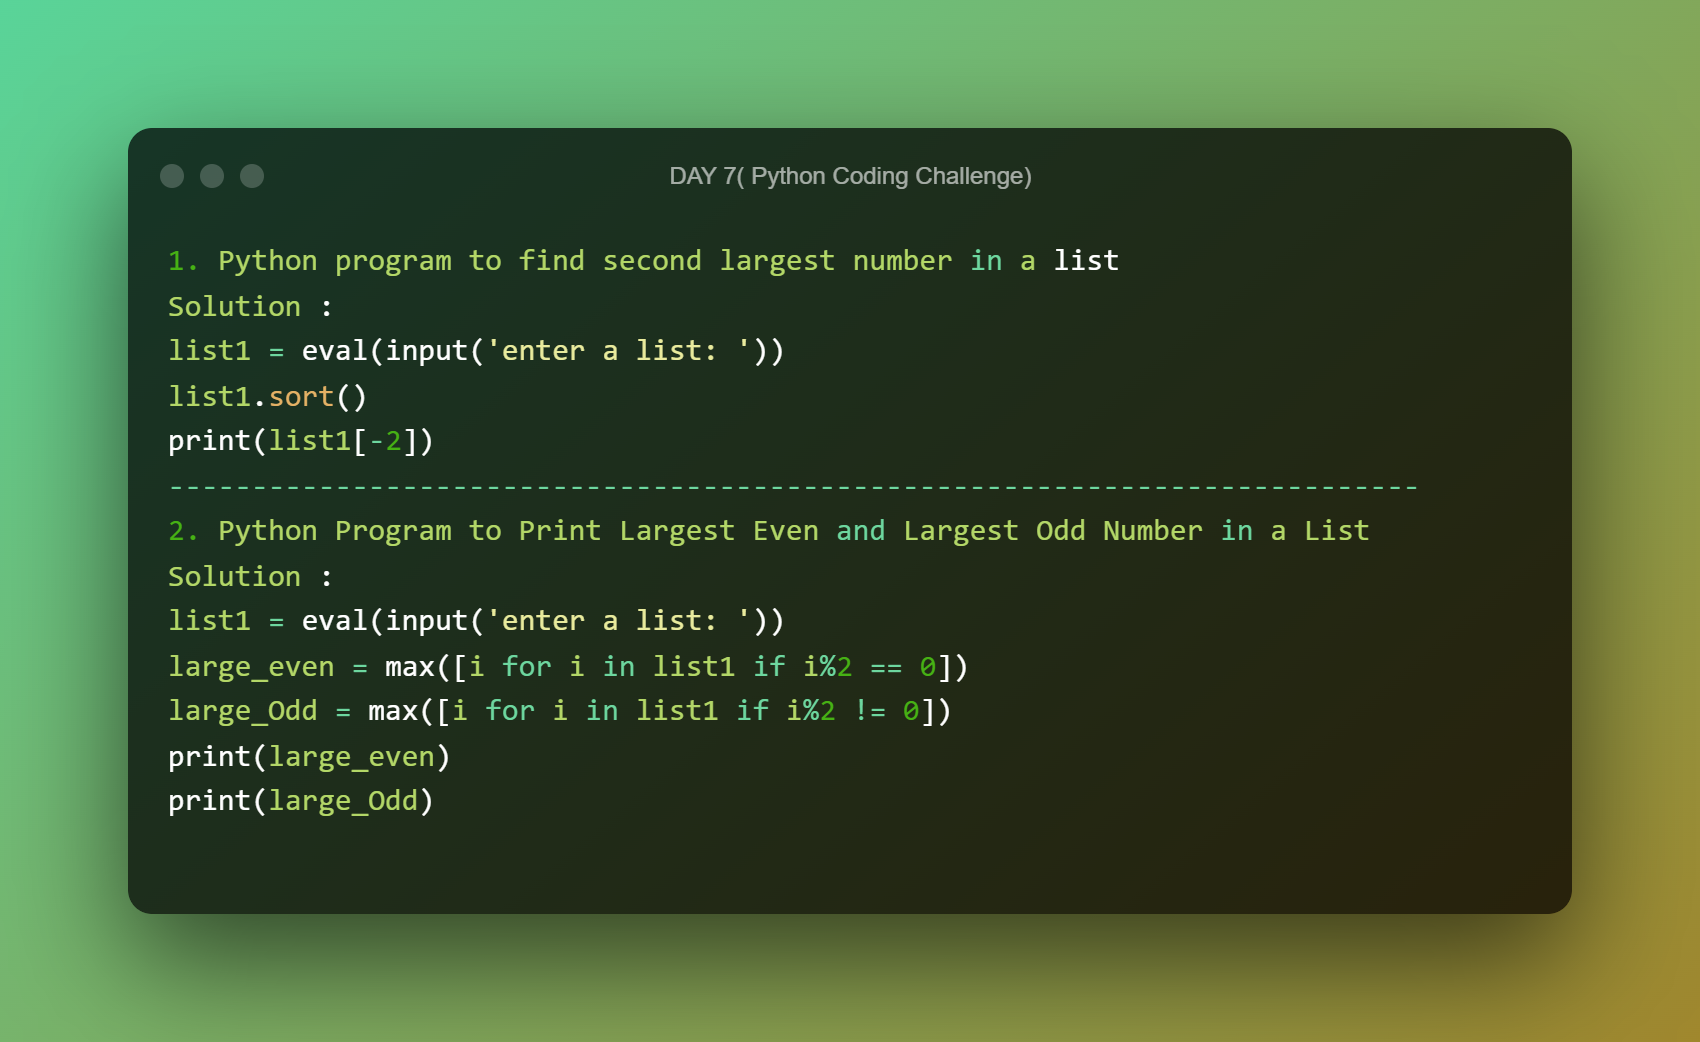 DAY 7( Python Coding Challenge)
1. Python program to find second largest number in a list
Solution :
list1 = eval(input('enter a list: '))
list1.sort()
print(list1[-2])
---------------------------------------------------------------------------
2. Python Program to Print Largest Even and Largest Odd Number in a List
Solution :
list1 = eval(input('enter a list: '))
large_even = max([i for i in list1 if i%2 == 0])
large_Odd = max([i for i in list1 if i%2 != 0])
print(large_even)
print(large_Odd)